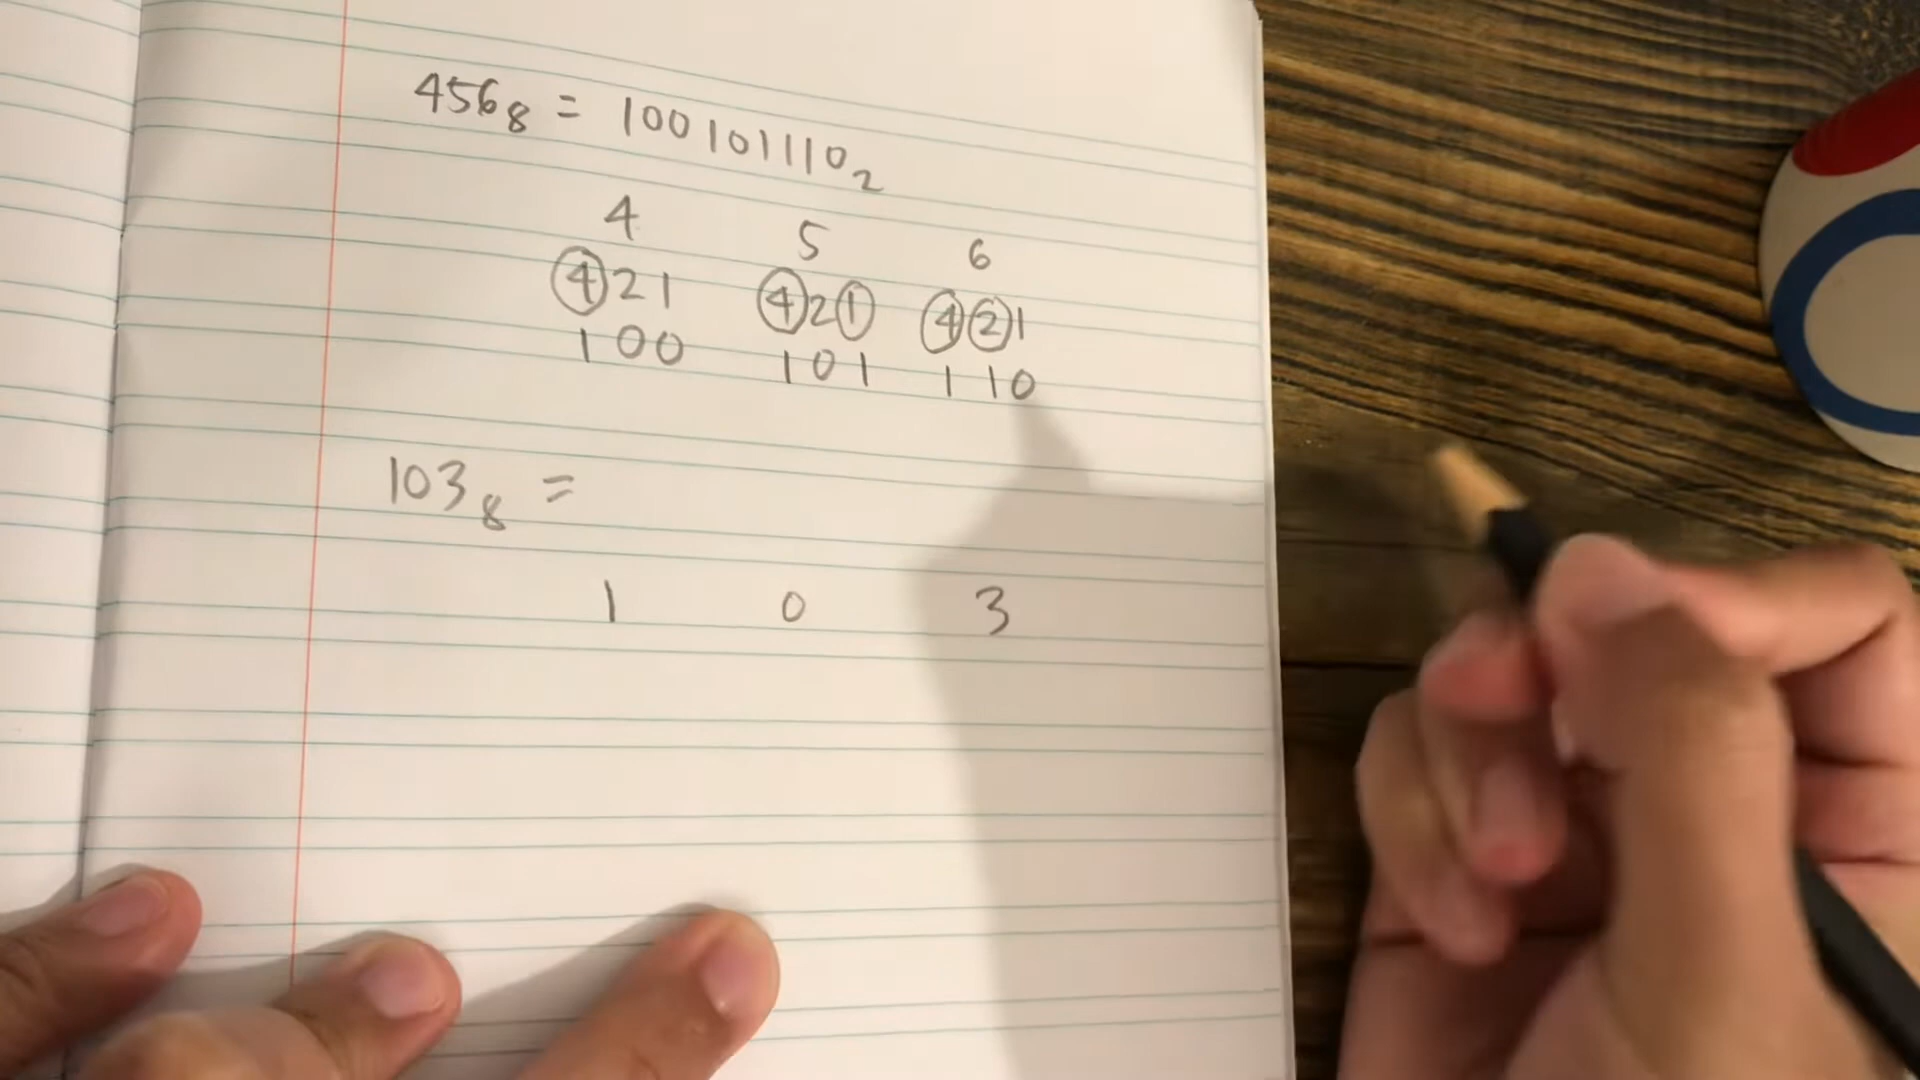 456₈ = 100101110₂
4 5 6
④21 ④2① ④②1
100 101 110
103₈ =
1 0 3